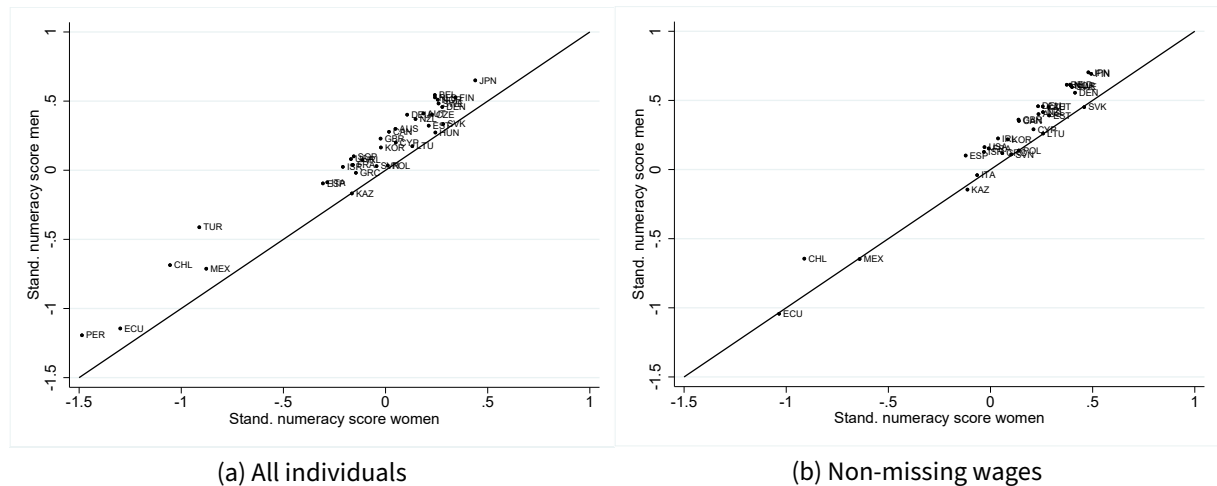 Stand. numeracy score men
1
.5
0
-.5
-1
-1.5
JPN
FIN
DEN
CZE
NZL
EST
SVK
HUN
AUS
CAN
GBR
CYP
LTU
KOR
POL
GRC
ITA
ESP
KAZ
TUR
CHL
MEX
ECU
PER
-1.5 -1 -.5 0 .5 1
Stand. numeracy score women
(a) All individuals
Stand. numeracy score men
1
.5
0
-.5
-1
-1.5
JPN
FIN
DEN
SVK
EST
CYP
LTU
KOR
USA
ESP
POL
SVN
ITA
KAZ
CHL
MEX
ECU
-1.5 -1 -.5 0 .5 1
Stand. numeracy score women
(b) Non-missing wages